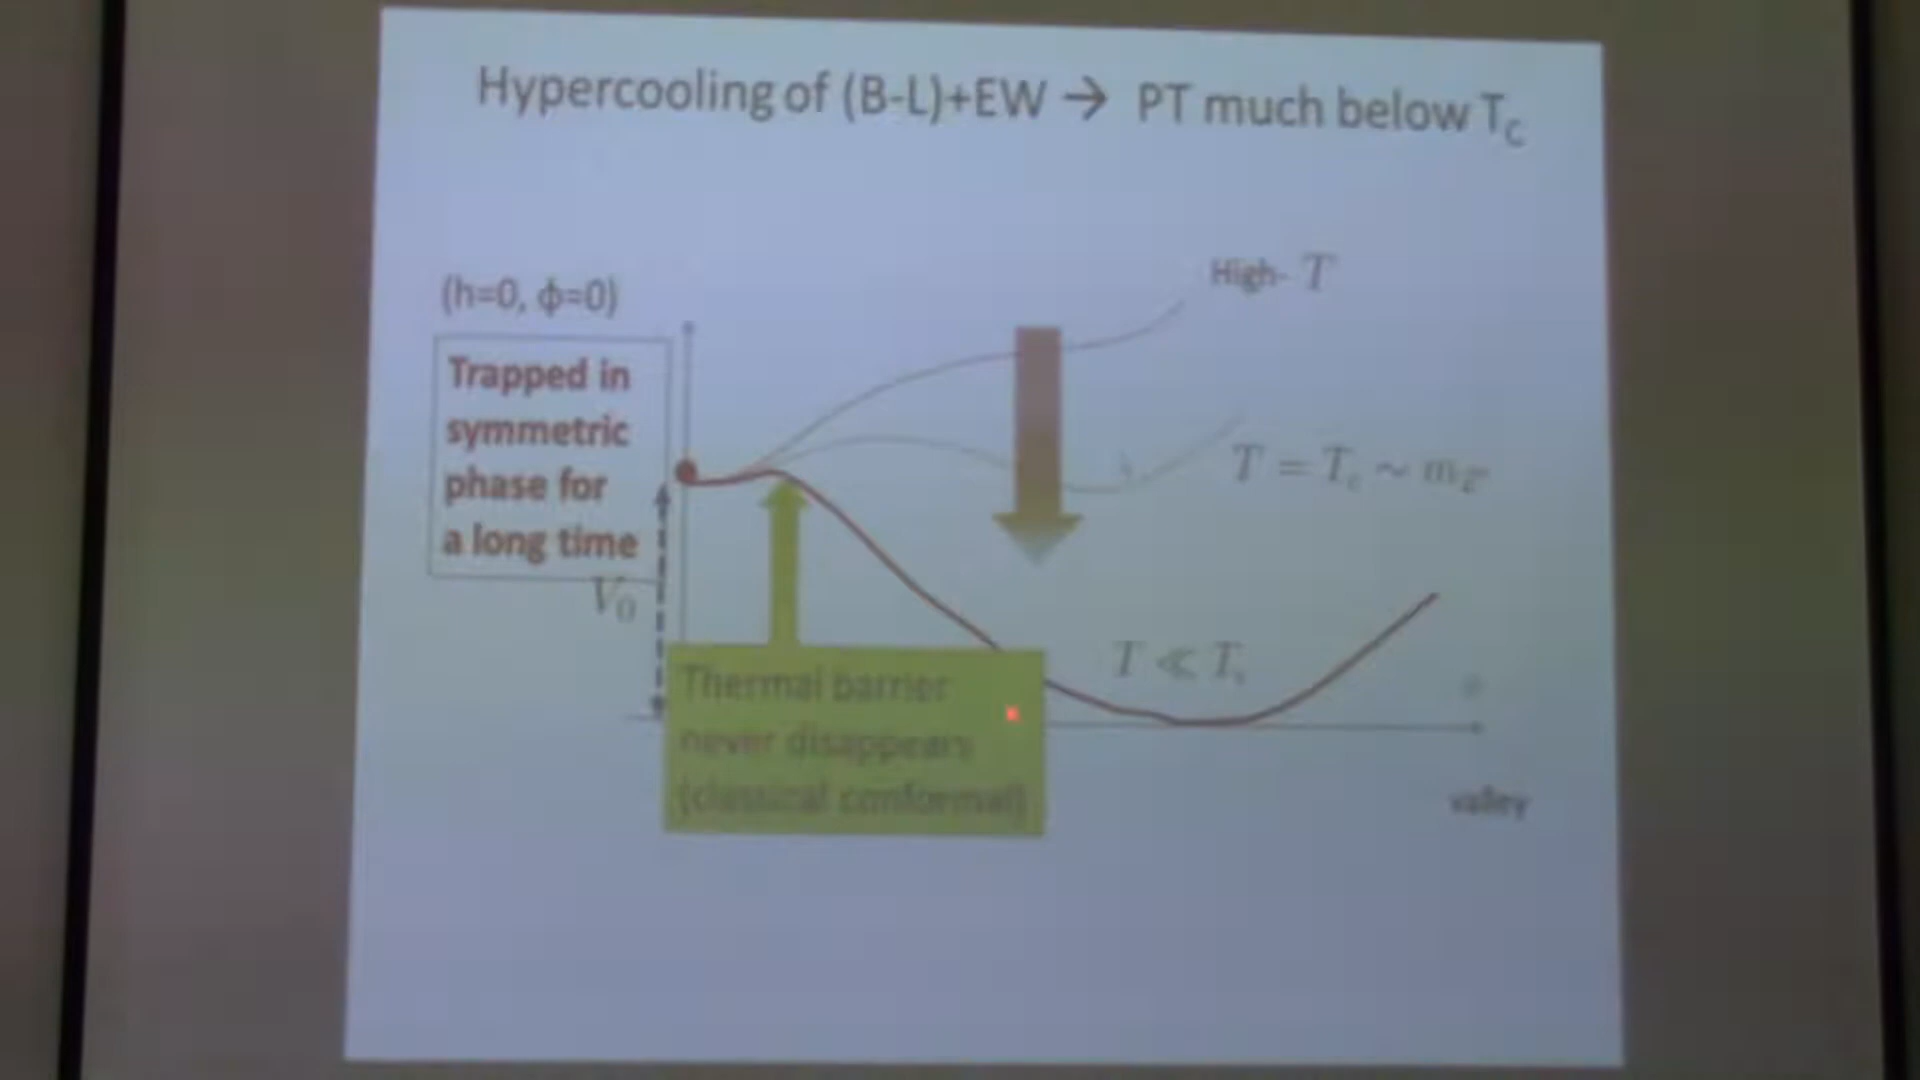 Hypercooling of (B-L)+EW → PT much below T_C
(h=0, ϕ=0)
High- T
Trapped in
symmetric
phase for
a long time
T = T_c ~ m_Z'
V_0
T ≪ T_c
Thermal barrier
never disappears
(classical conformal)
valley